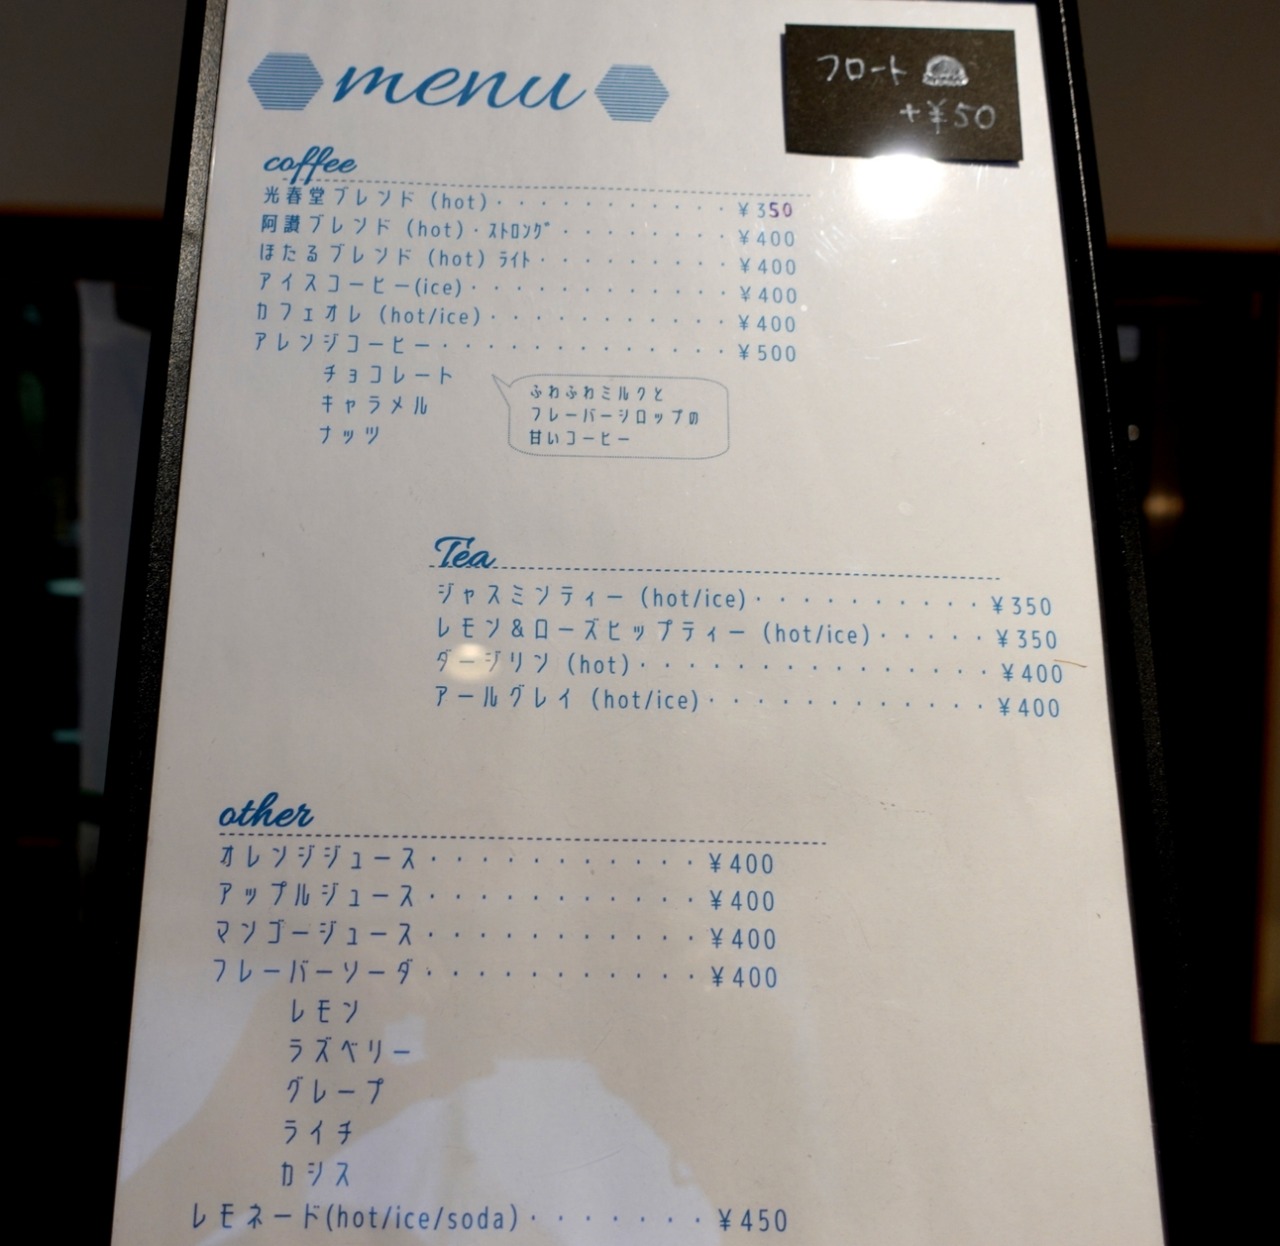 menu
フロート
+¥50
coffee
光春堂ブレンド (hot)・・・・・・・・・・・¥350
阿讃ブレンド (hot)・ストロング・・・・・・・・¥400
ほたるブレンド (hot) ライト・・・・・・・・・¥400
アイスコーヒー(ice)・・・・・・・・・・・・¥400
カフェオレ (hot/ice)・・・・・・・・・・・¥400
アレンジコーヒー・・・・・・・・・・・・・¥500
チョコレート
キャラメル
ナッツ
ふわふわミルクと
フレーバーシロップの
甘いコーヒー
Tea
ジャスミンティー (hot/ice)・・・・・・・・・・¥350
レモン&ローズヒップティー (hot/ice)・・・・・¥350
ダージリン (hot)・・・・・・・・・・・・・・・¥400
アールグレイ (hot/ice)・・・・・・・・・・・・¥400
other
オレンジジュース・・・・・・・・・・・¥400
アップルジュース・・・・・・・・・・・¥400
マンゴージュース・・・・・・・・・・・¥400
フレーバーソーダ・・・・・・・・・・・¥400
レモン
ラズベリー
グレープ
ライチ
カシス
レモネード(hot/ice/soda)・・・・・・・¥450